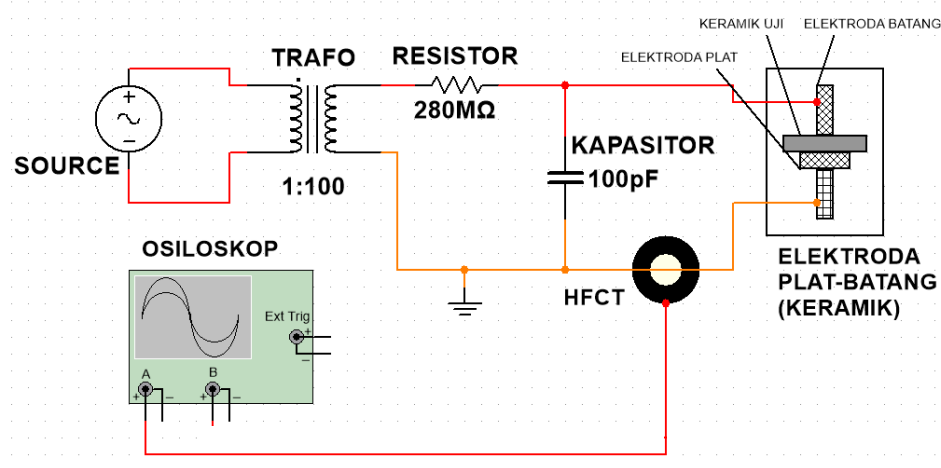 KERAMIK UJI
ELEKTRODA BATANG
ELEKTRODA PLAT
TRAFO
RESISTOR
280MΩ
SOURCE
1:100
KAPASITOR
100pF
OSILOSKOP
Ext Trig
+
−
A
B
+
−
+
−
HFCT
ELEKTRODA
PLAT-BATANG
(KERAMIK)